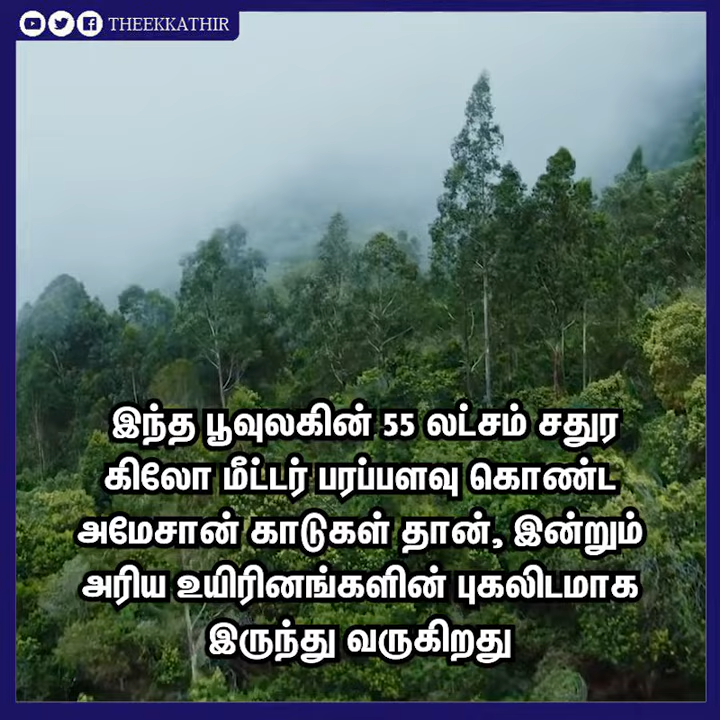 THEEKKATHIR
இந்த பூவுலகின் 55 லட்சம் சதுர
கிலோ மீட்டர் பரப்பளவு கொண்ட
அமேசான் காடுகள் தான், இன்றும்
அரிய உயிரினங்களின் புகலிடமாக
இருந்து வருகிறது